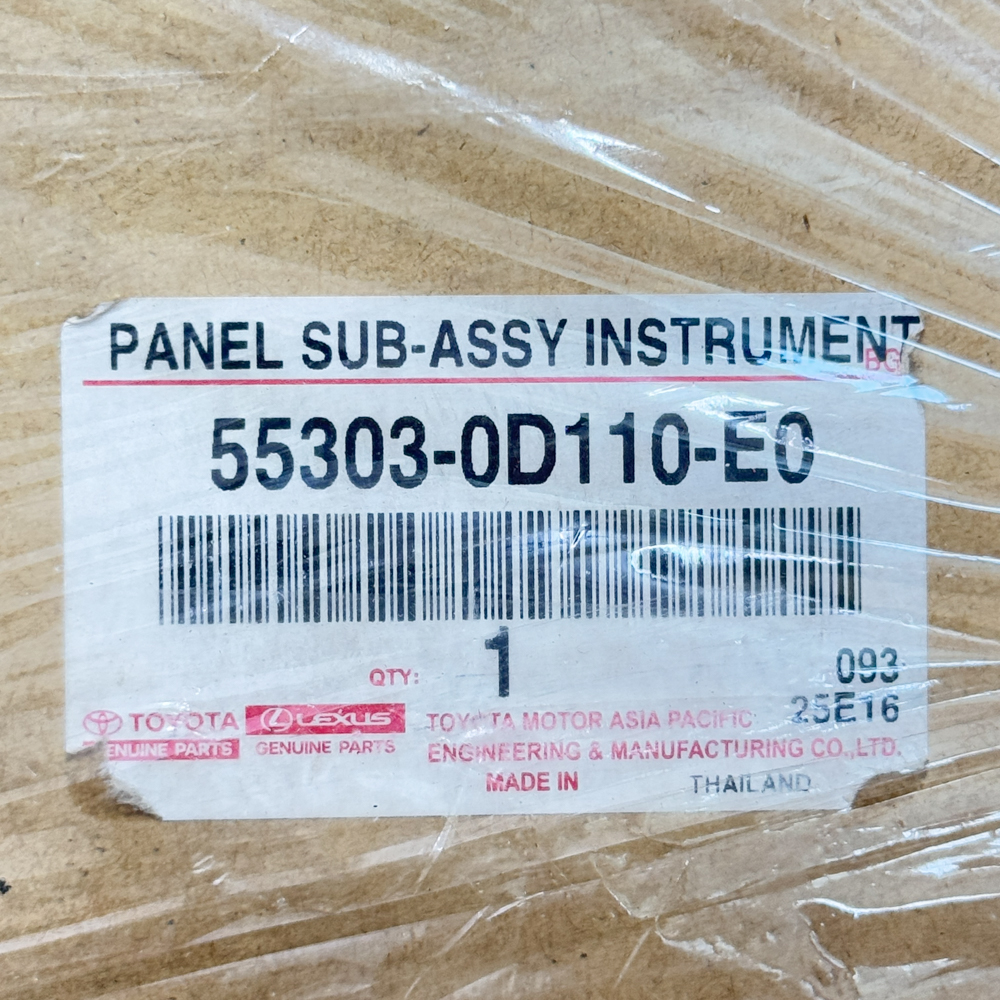 PANEL SUB-ASSY INSTRUMENT
BG
55303-0D110-E0
QTY: 1
093
25E16
TOYOTA
GENUINE PARTS
LEXUS
GENUINE PARTS
TOYOTA MOTOR ASIA PACIFIC
ENGINEERING & MANUFACTURING CO.,LTD.
MADE IN THAILAND